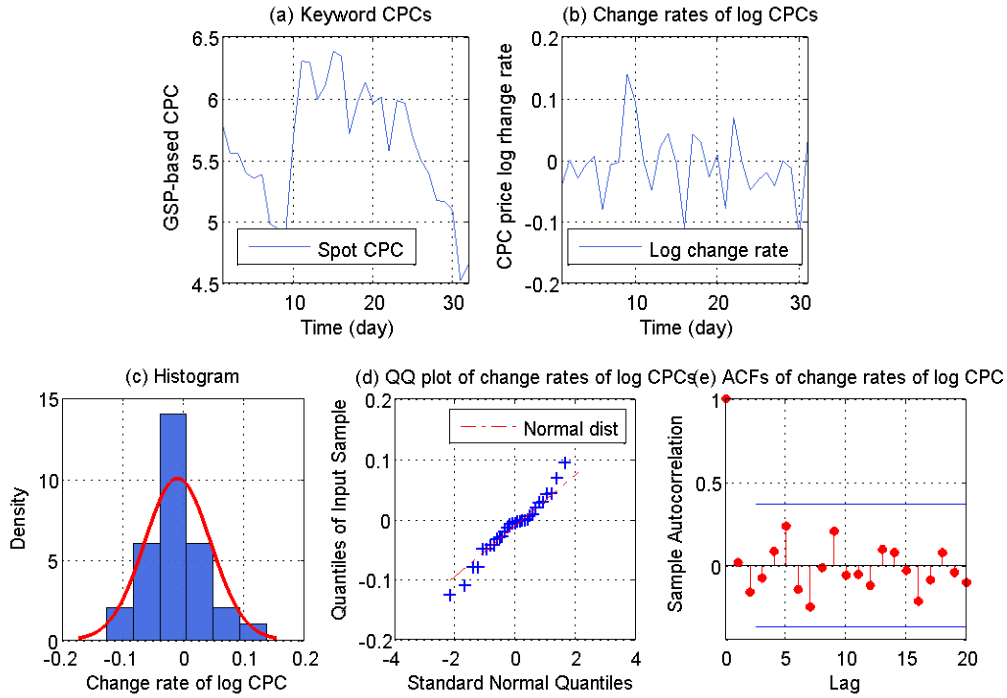 (a) Keyword CPCs
6.5
6
5.5
5
4.5
GSP-based CPC
Spot CPC
10
20
30
Time (day)
(b) Change rates of log CPCs
0.2
0.1
0
-0.1
-0.2
CPC price log rhange rate
Log change rate
10
20
30
Time (day)
(c) Histogram
15
10
5
0
Density
-0.2
-0.1
0
0.1
0.2
Change rate of log CPC
(d) QQ plot of change rates of log CPCs
0.2
0.1
0
-0.1
-0.2
Quantiles of Input Sample
Normal dist
-4
-2
0
2
4
Standard Normal Quantiles
(e) ACFs of change rates of log CPC
1
0.5
0
Sample Autocorrelation
0
5
10
15
20
Lag